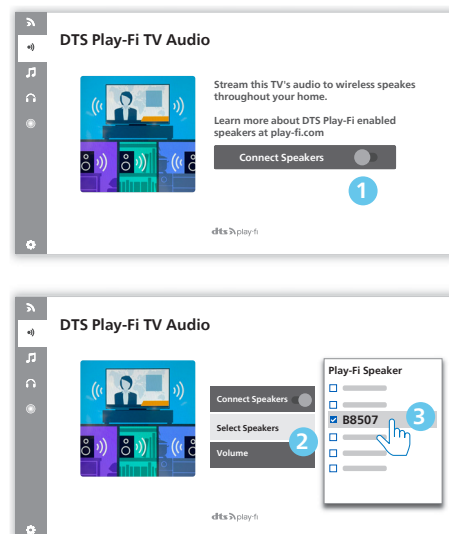 DTS Play-Fi TV Audio
Stream this TV's audio to wireless speakes
throughout your home.
Learn more about DTS Play-Fi enabled
speakers at play-fi.com
Connect Speakers
1
dts play-fi
DTS Play-Fi TV Audio
Connect Speakers
Select Speakers
2
Volume
Play-Fi Speaker
B8507
3
dts play-fi